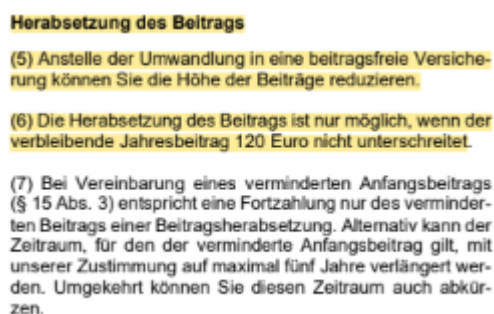 Herabsetzung des Beitrags
(5) Anstelle der Umwandlung in eine beitragsfreie Versiche-
rung können Sie die Höhe der Beiträge reduzieren.
(6) Die Herabsetzung des Beitrags ist nur möglich, wenn der
verbleibende Jahresbeitrag 120 Euro nicht unterschreitet.
(7) Bei Vereinbarung eines verminderten Anfangsbeitrags
(§ 15 Abs. 3) entspricht eine Fortzahlung nur des verminder-
ten Beitrags einer Beitragsherabsetzung. Alternativ kann der
Zeitraum, für den der verminderte Anfangsbeitrag gilt, mit
unserer Zustimmung auf maximal fünf Jahre verlängert wer-
den. Umgekehrt können Sie diesen Zeitraum auch abkür-
zen.